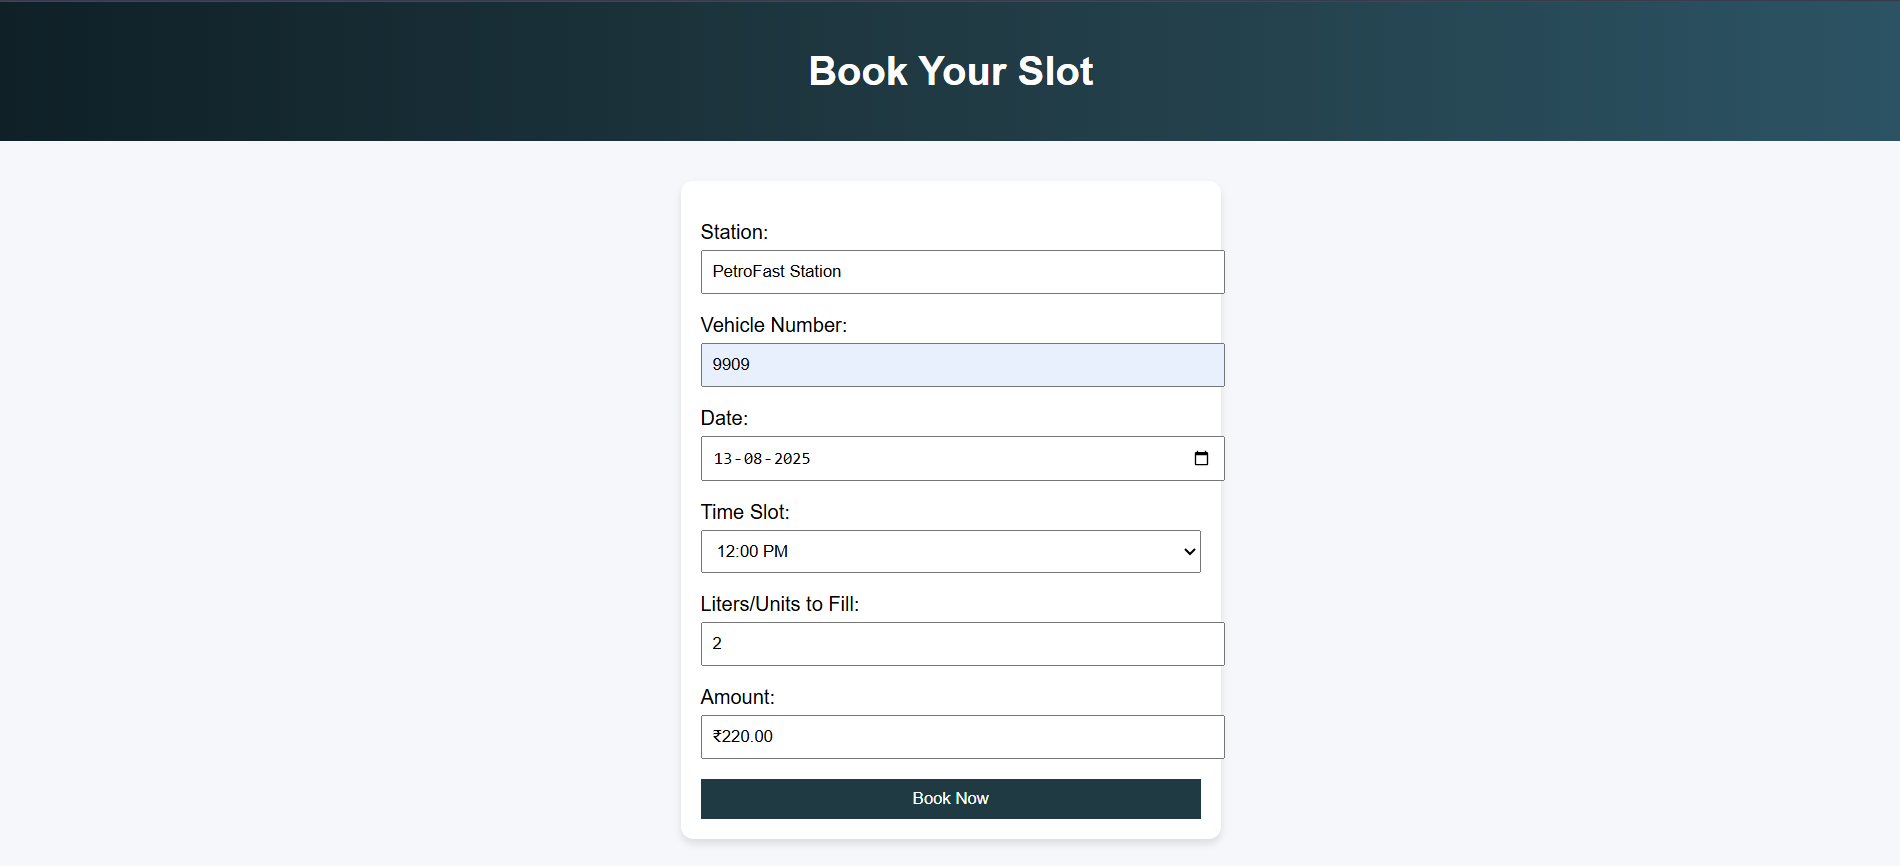 Book Your Slot
Station:
PetroFast Station
Vehicle Number:
9909
Date:
13-08-2025
Time Slot:
12:00 PM
Liters/Units to Fill:
2
Amount:
₹220.00
Book Now